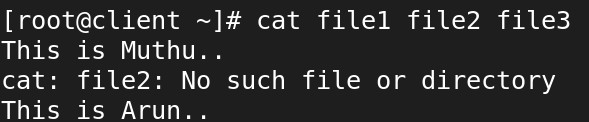 [root@client ~]# cat file1 file2 file3
This is Muthu..
cat: file2: No such file or directory
This is Arun..